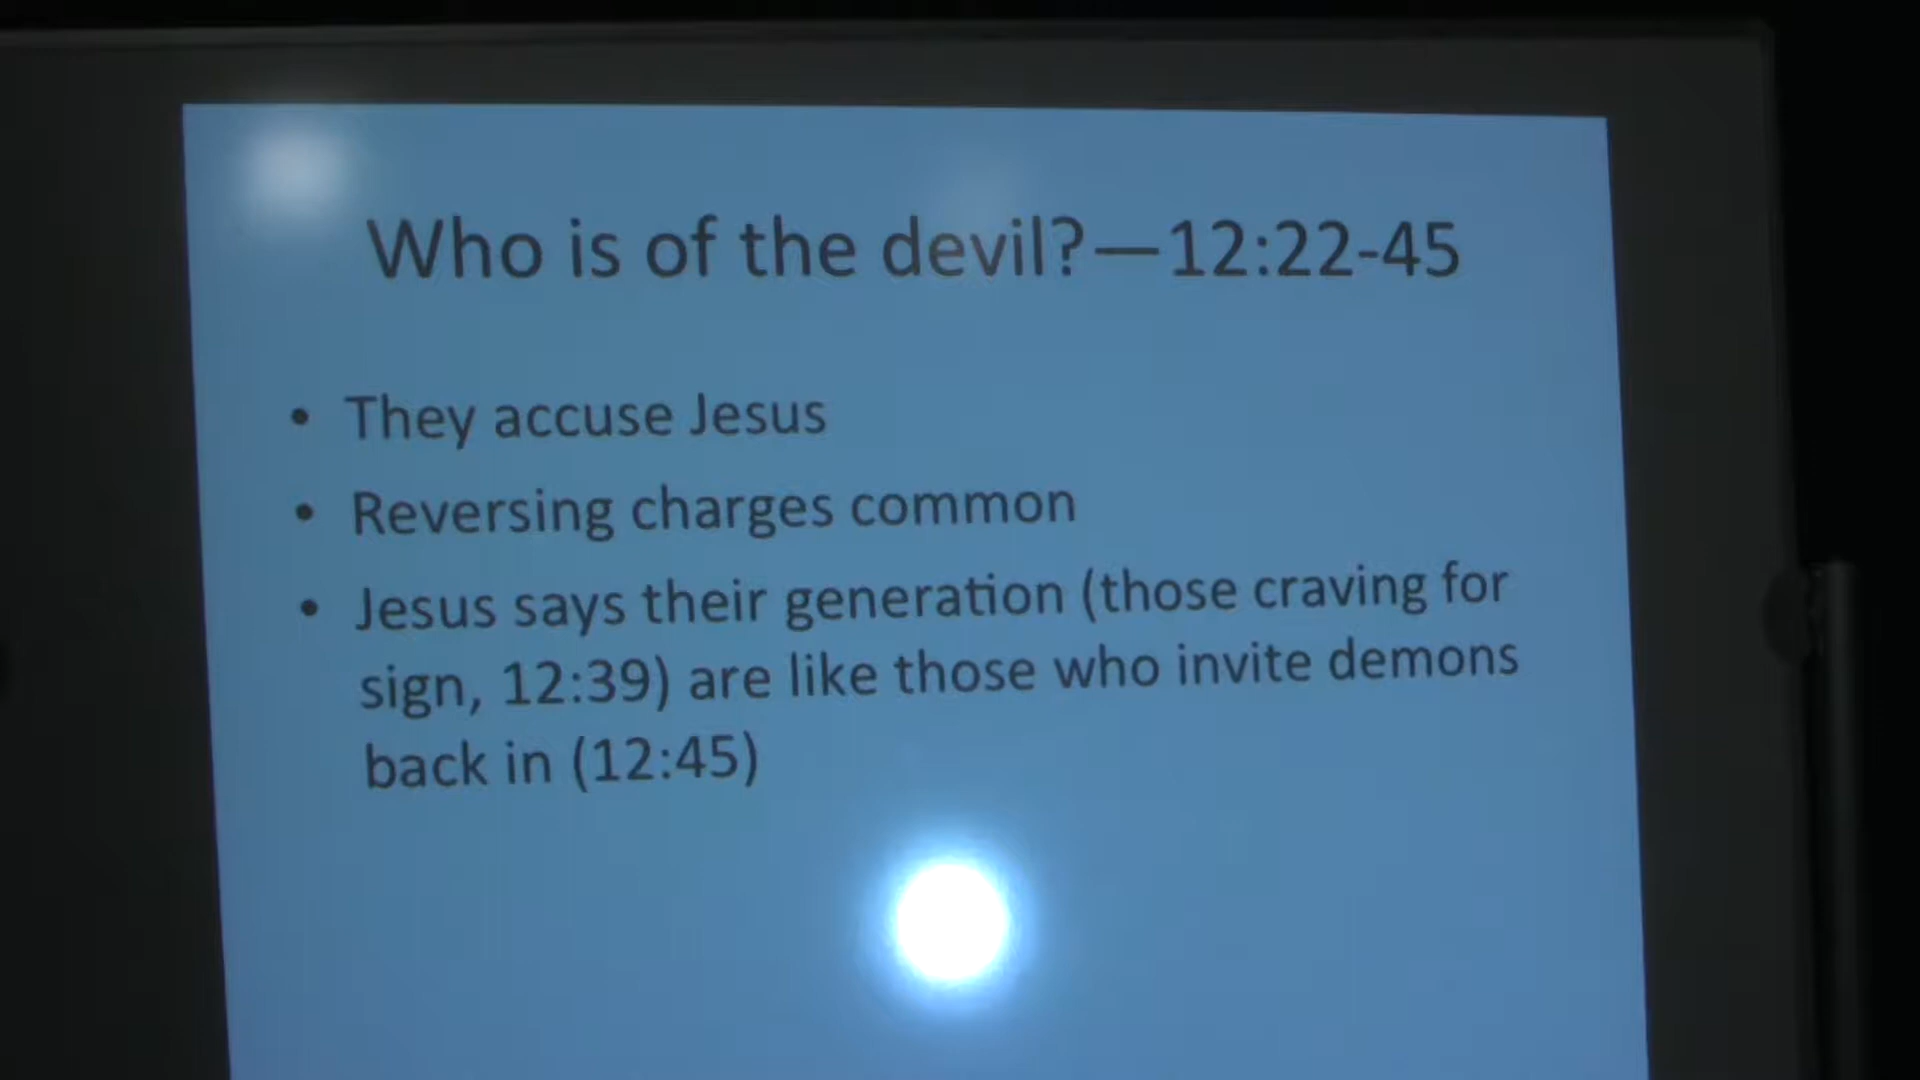 Who is of the devil?—12:22-45
• They accuse Jesus
• Reversing charges common
• Jesus says their generation (those craving for
sign, 12:39) are like those who invite demons
back in (12:45)